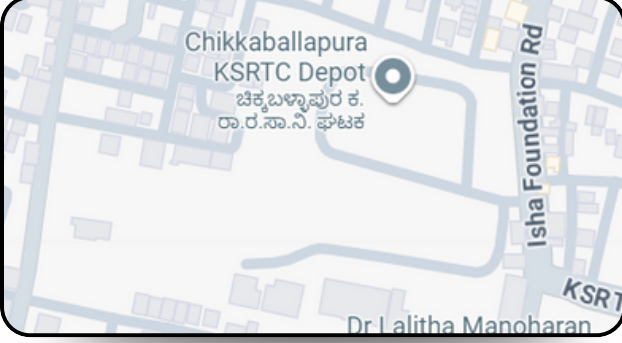 Chikkaballapura
KSRTC Depot
ಚಿಕ್ಕಬಳ್ಳಾಪುರ ಕ.
ರಾ.ರ.ಸಾ.ನಿ. ಘಟಕ
Isha Foundation Rd
KSRT
Dr Lalitha Manoharan